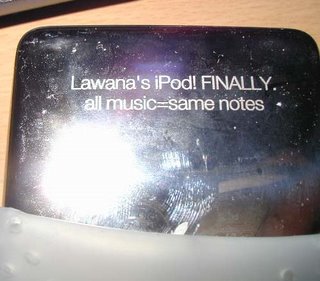 Lawana's iPod! FINALLY.
all music=same notes